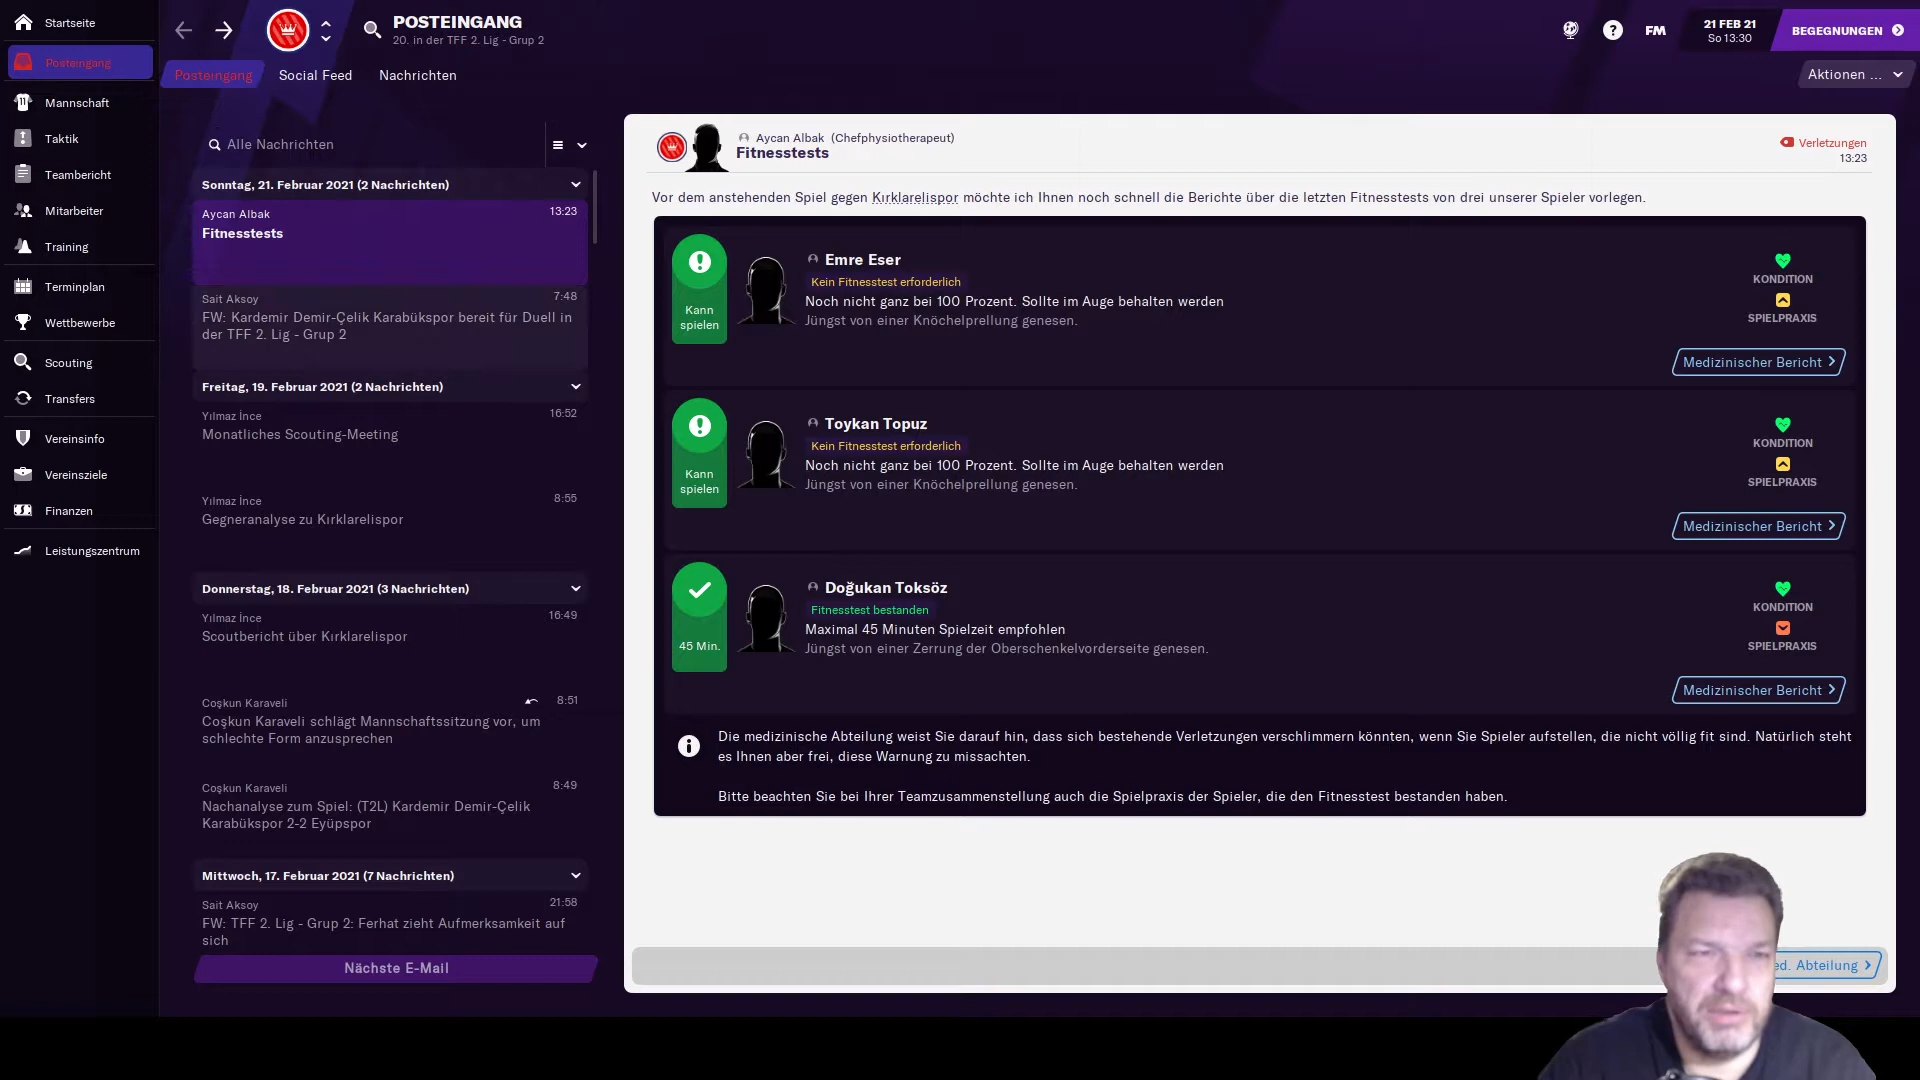 Startseite
Posteingang
Mannschaft
Taktik
Teambericht
Mitarbeiter
Training
Terminplan
Wettbewerbe
Scouting
Transfers
Vereinsinfo
Vereinsziele
Finanzen
Leistungszentrum
POSTEINGANG
20. in der TFF 2. Lig - Grup 2
FM
21 FEB 21
So 13:30
BEGEGNUNGEN
Posteingang
Social Feed
Nachrichten
Aktionen ...
Alle Nachrichten
Sonntag, 21. Februar 2021 (2 Nachrichten)
Aycan Albak 13:23
Fitnesstests
Sait Aksoy 7:48
FW: Kardemir Demir-Çelik Karabükspor bereit für Duell in
der TFF 2. Lig - Grup 2
Freitag, 19. Februar 2021 (2 Nachrichten)
Yılmaz İnce 16:52
Monatliches Scouting-Meeting
Yılmaz İnce 8:55
Gegneranalyse zu Kırklarelispor
Donnerstag, 18. Februar 2021 (3 Nachrichten)
Yılmaz İnce 16:49
Scoutbericht über Kırklarelispor
Coşkun Karaveli 8:51
Coşkun Karaveli schlägt Mannschaftssitzung vor, um
schlechte Form anzusprechen
Coşkun Karaveli 8:49
Nachanalyse zum Spiel: (T2L) Kardemir Demir-Çelik
Karabükspor 2-2 Eyüpspor
Mittwoch, 17. Februar 2021 (7 Nachrichten)
Sait Aksoy 21:58
FW: TFF 2. Lig - Grup 2: Ferhat zieht Aufmerksamkeit auf
sich
Nächste E-Mail
Aycan Albak (Chefphysiotherapeut)
Fitnesstests
Verletzungen
13:23
Vor dem anstehenden Spiel gegen Kırklarelispor möchte ich Ihnen noch schnell die Berichte über die letzten Fitnesstests von drei unserer Spieler vorlegen.
Kann
spielen
Emre Eser
Kein Fitnesstest erforderlich
Noch nicht ganz bei 100 Prozent. Sollte im Auge behalten werden
Jüngst von einer Knöchelprellung genesen.
KONDITION
SPIELPRAXIS
Medizinischer Bericht
Kann
spielen
Toykan Topuz
Kein Fitnesstest erforderlich
Noch nicht ganz bei 100 Prozent. Sollte im Auge behalten werden
Jüngst von einer Knöchelprellung genesen.
KONDITION
SPIELPRAXIS
Medizinischer Bericht
45 Min.
Doğukan Toksöz
Fitnesstest bestanden
Maximal 45 Minuten Spielzeit empfohlen
Jüngst von einer Zerrung der Oberschenkelvorderseite genesen.
KONDITION
SPIELPRAXIS
Medizinischer Bericht
Die medizinische Abteilung weist Sie darauf hin, dass sich bestehende Verletzungen verschlimmern könnten, wenn Sie Spieler aufstellen, die nicht völlig fit sind. Natürlich steht
es Ihnen aber frei, diese Warnung zu missachten.
Bitte beachten Sie bei Ihrer Teamzusammenstellung auch die Spielpraxis der Spieler, die den Fitnesstest bestanden haben.
ed. Abteilung